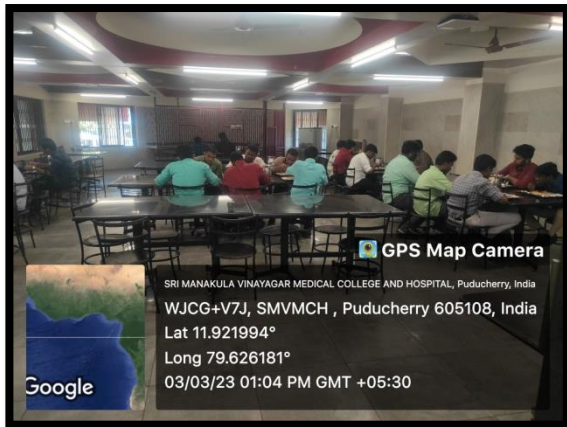 GPS Map Camera
SRI MANAKULA VINAYAGAR MEDICAL COLLEGE AND HOSPITAL, Puducherry, India
WJCG+V7J, SMVMCH , Puducherry 605108, India
Lat 11.921994°
Long 79.626181°
03/03/23 01:04 PM GMT +05:30
Google